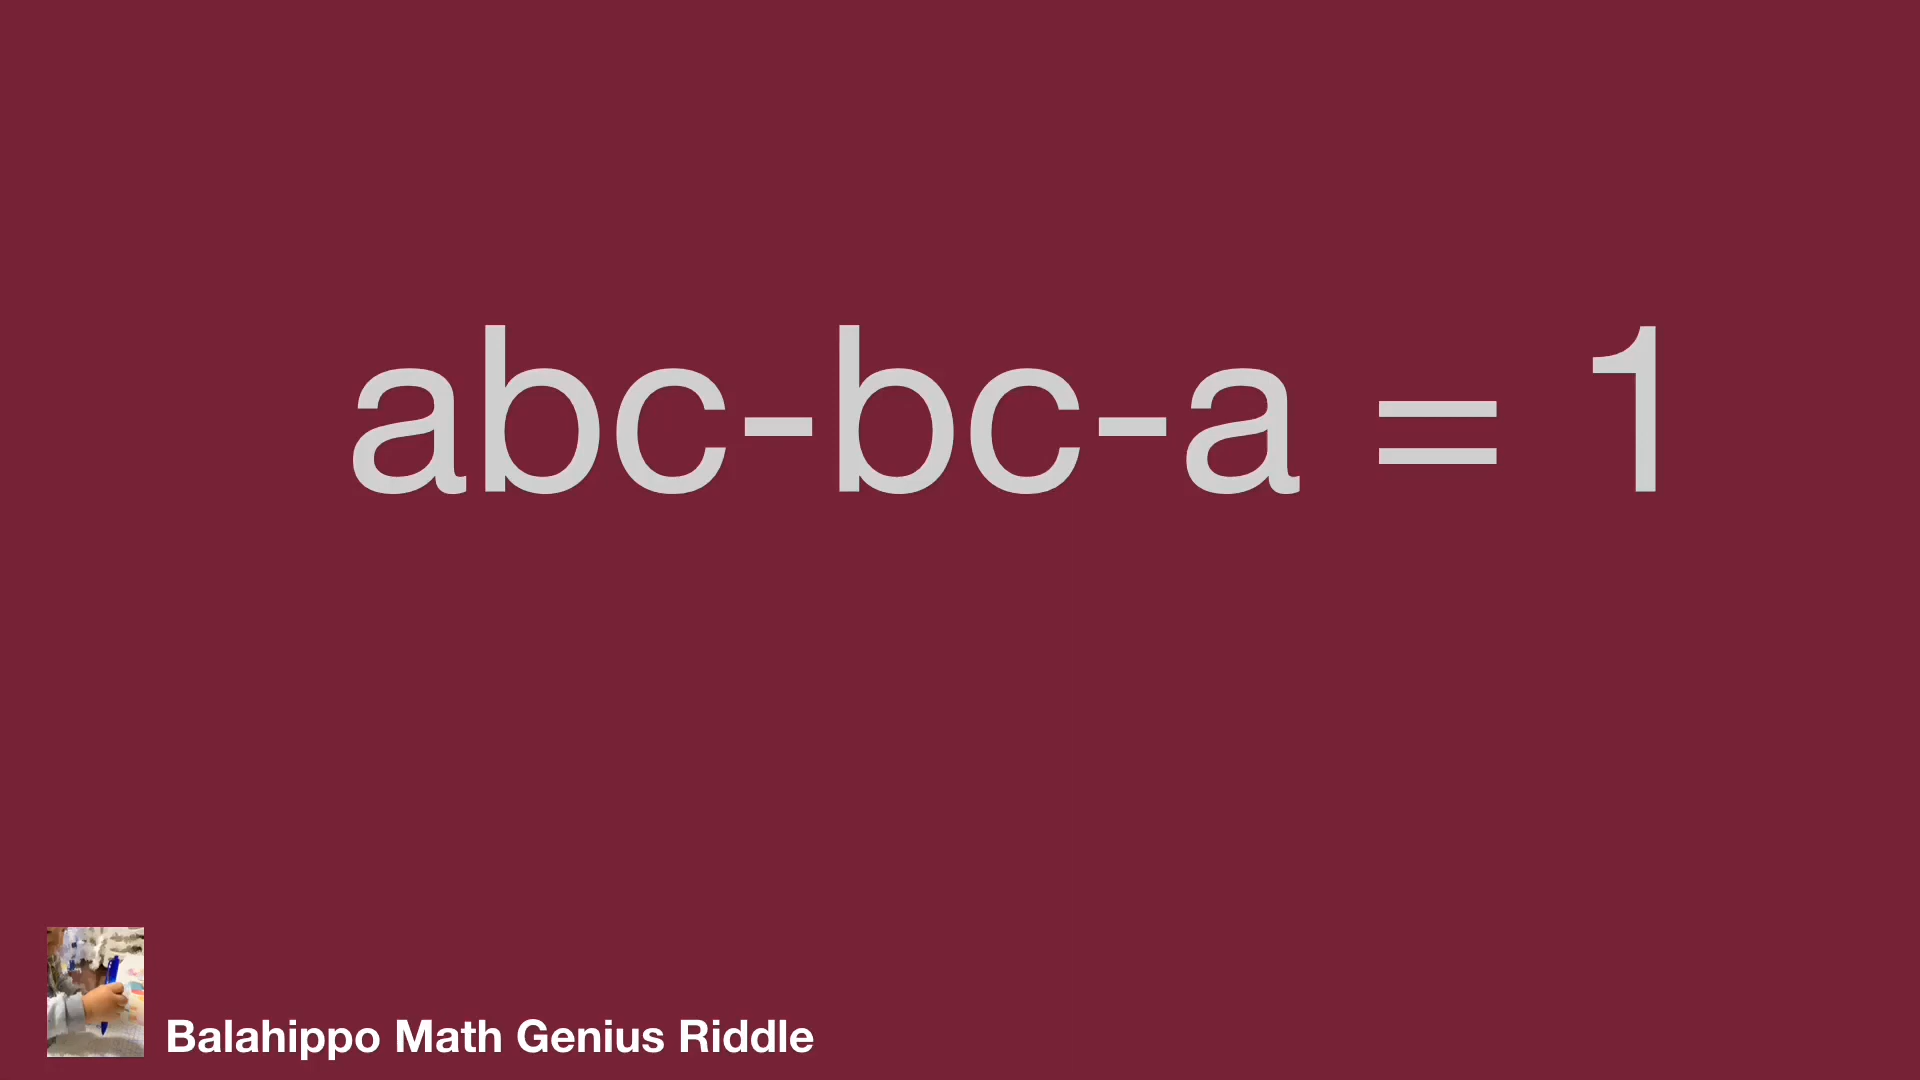 abc-bc-a = 1
Balahippo Math Genius Riddle